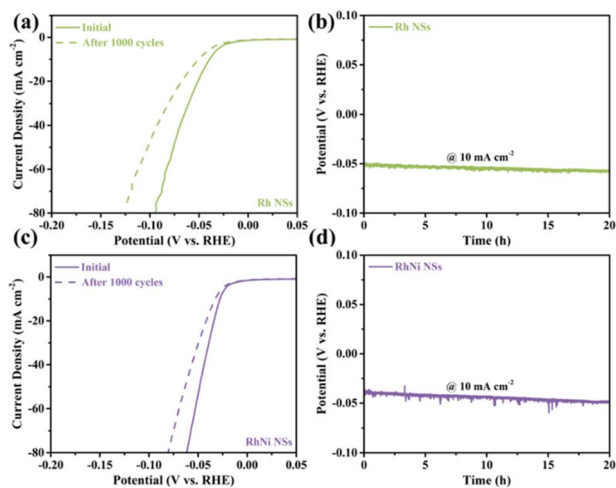 (a)
Initial
After 1000 cycles
Current Density (mA cm-2)
0
-20
-40
-60
-80
Rh NSs
-0.20
-0.15
-0.10
-0.05
0.00
0.05
Potential (V vs. RHE)
(b)
Rh NSs
Potential (V vs. RHE)
0.10
0.05
0.00
-0.05
-0.10
@ 10 mA cm-2
0
5
10
15
20
Time (h)
(c)
Initial
After 1000 cycles
Current Density (mA cm-2)
0
-20
-40
-60
-80
RhNi NSs
-0.20
-0.15
-0.10
-0.05
0.00
0.05
Potential (V vs. RHE)
(d)
RhNi NSs
Potential (V vs. RHE)
0.10
0.05
0.00
-0.05
-0.10
@ 10 mA cm-2
0
5
10
15
20
Time (h)